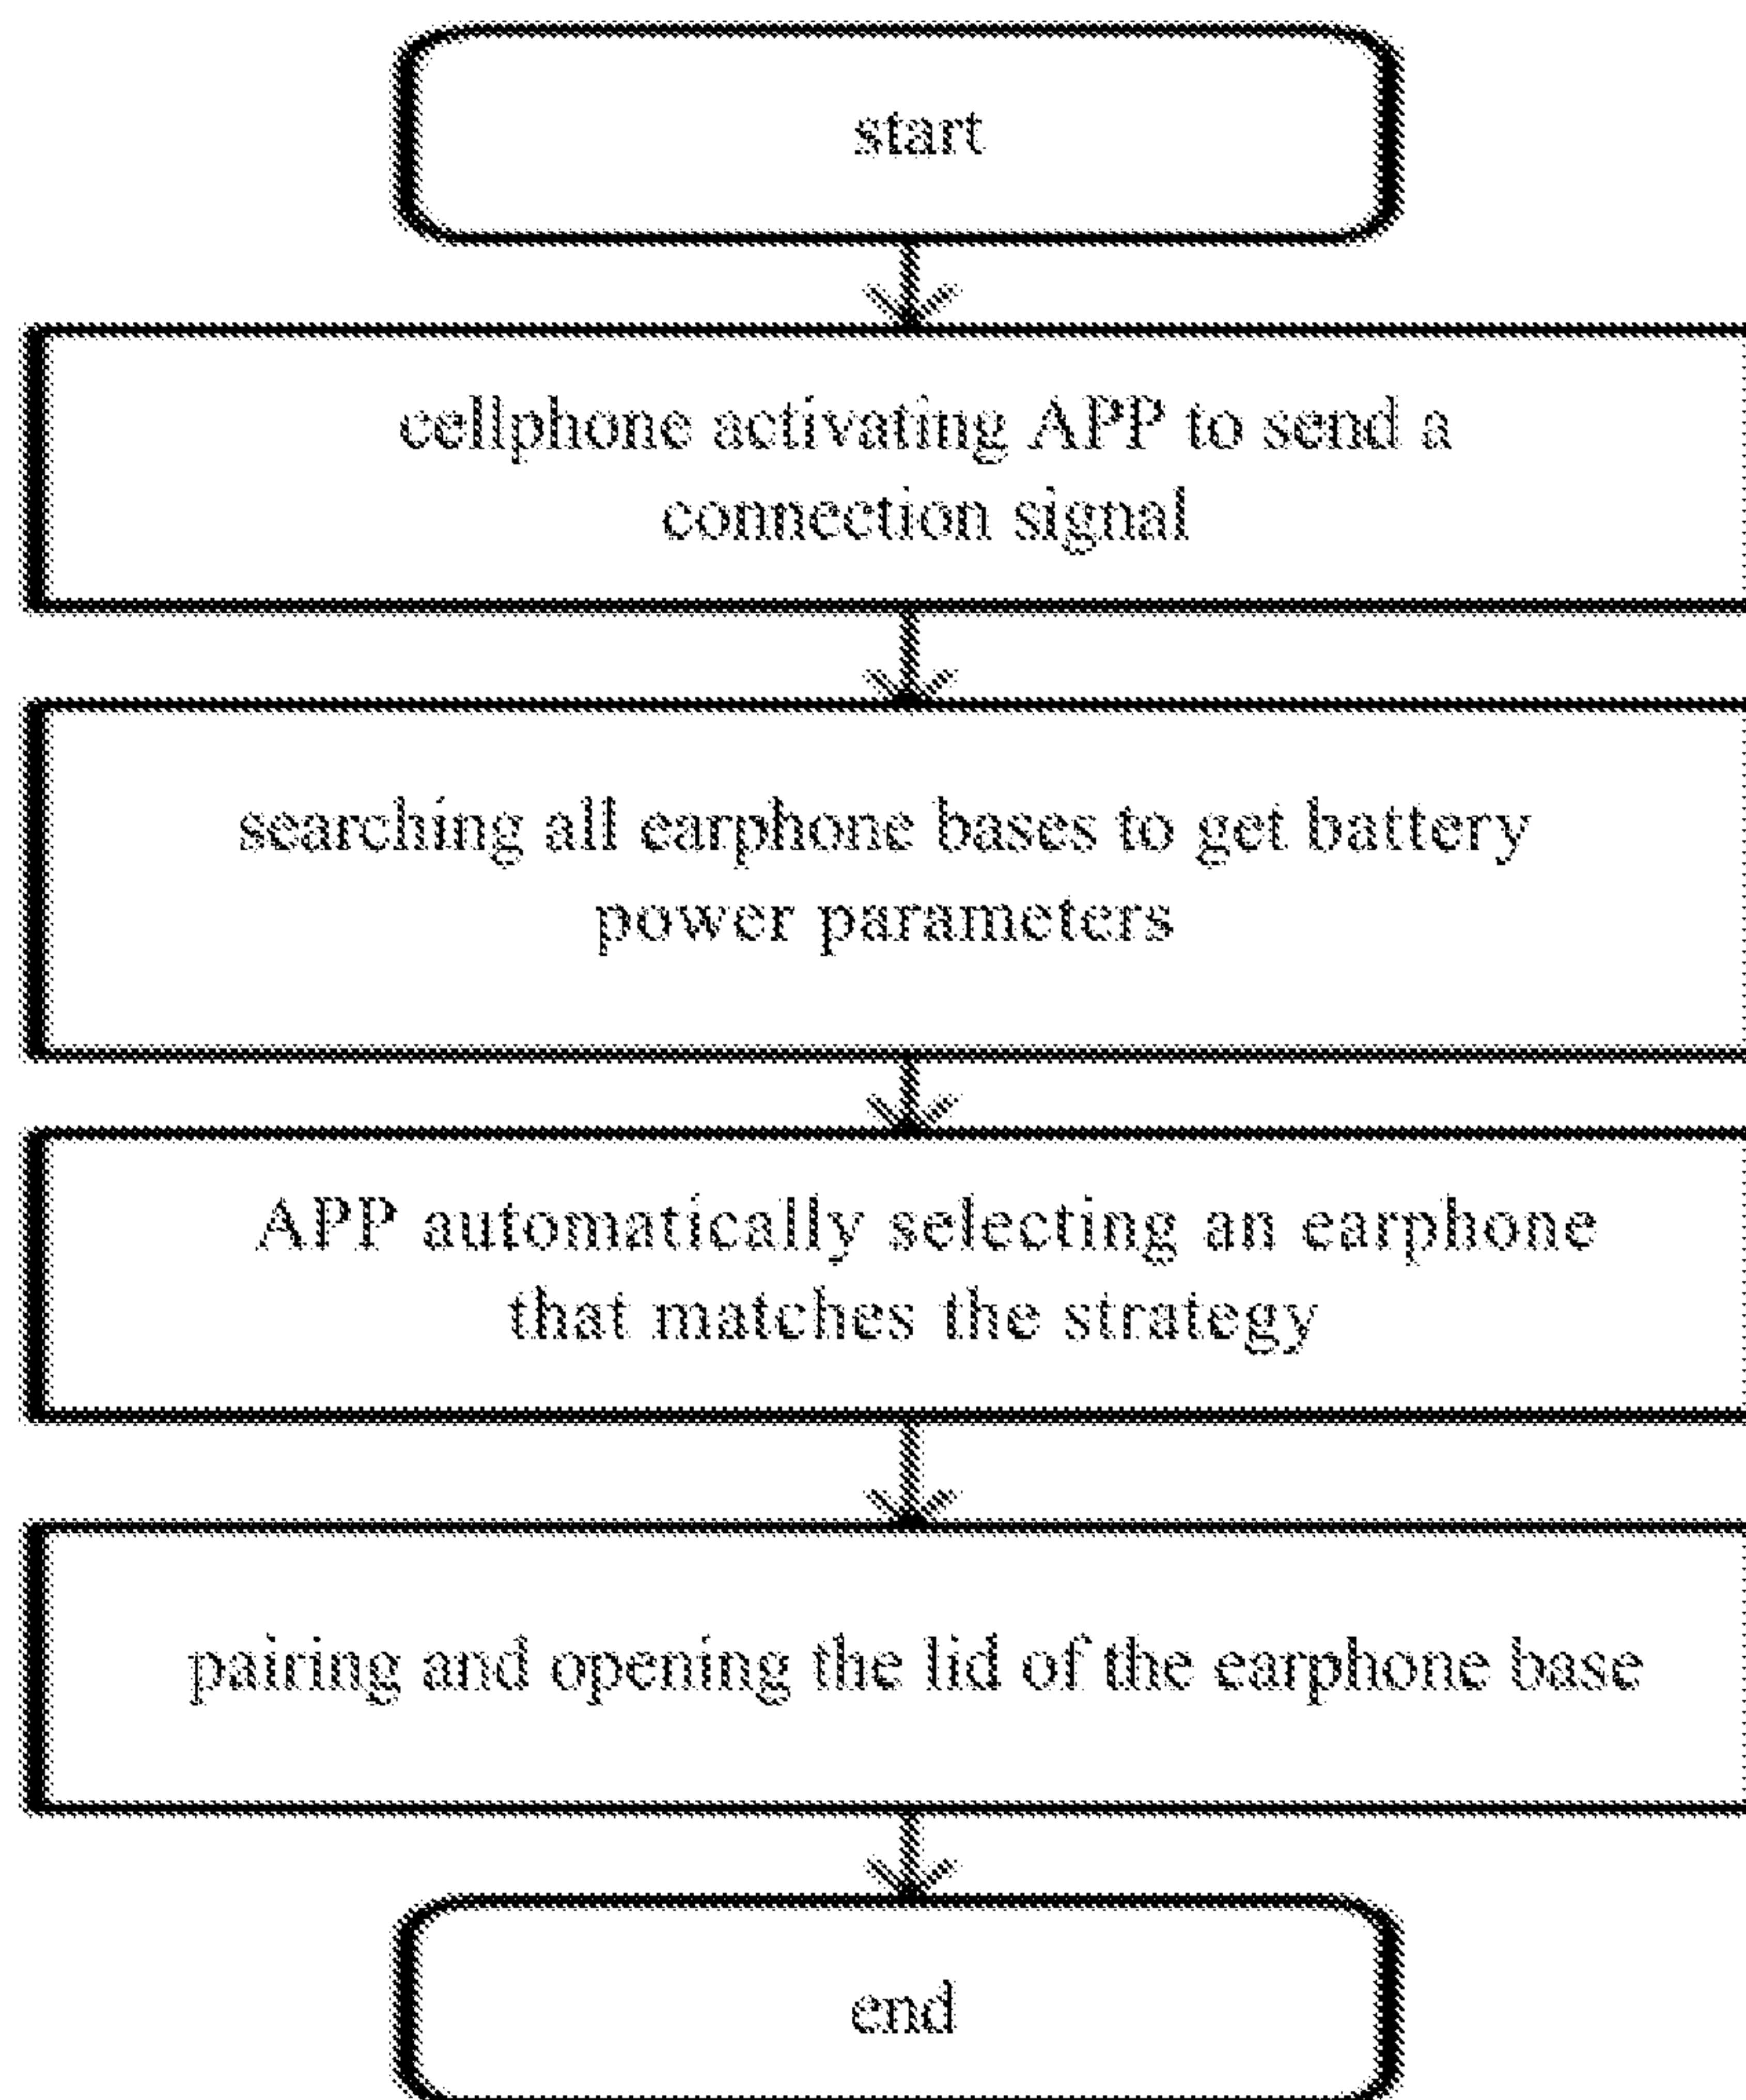 start
cellphone activating APP to send a
connection signal
searching all earphone bases to get battery
power parameters
APP automatically selecting an earphone
that matches the strategy
pairing and opening the lid of the earphone base
end